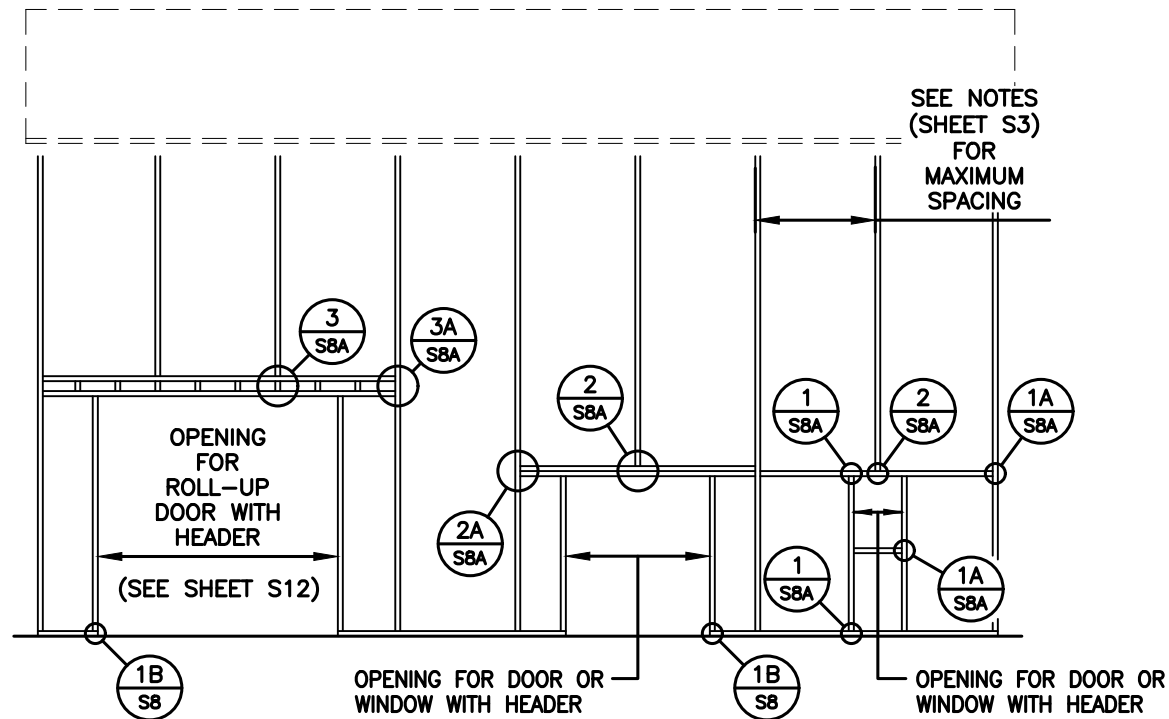 SEE NOTES
(SHEET S3)
FOR
MAXIMUM
SPACING
3
S8A
3A
S8A
2
S8A
1
S8A
2
S8A
1A
S8A
OPENING
FOR
ROLL-UP
DOOR WITH
HEADER
(SEE SHEET S12)
2A
S8A
1
S8A
1A
S8A
1B
S8
OPENING FOR DOOR OR
WINDOW WITH HEADER
1B
S8
OPENING FOR DOOR OR
WINDOW WITH HEADER